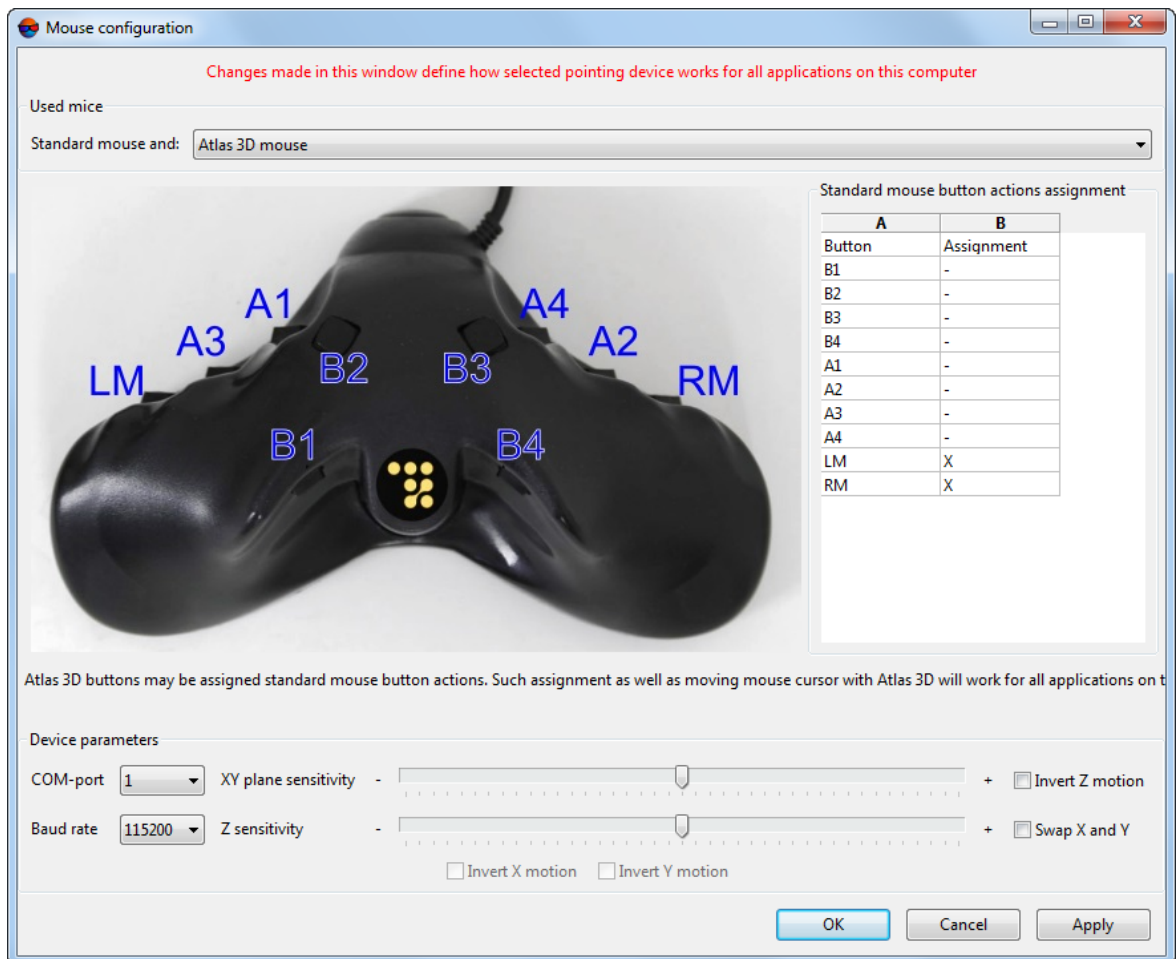 Mouse configuration
Changes made in this window define how selected pointing device works for all applications on this computer
Used mice
Standard mouse and: Atlas 3D mouse
Standard mouse button actions assignment
A B
Button Assignment
B1 -
B2 -
B3 -
B4 -
A1 -
A2 -
A3 -
A4 -
LM X
RM X
A1 A4
A3 A2
B2 B3
LM RM
B1 B4
Atlas 3D buttons may be assigned standard mouse button actions. Such assignment as well as moving mouse cursor with Atlas 3D will work for all applications on t
Device parameters
COM-port 1 XY plane sensitivity - + Invert Z motion
Baud rate 115200 Z sensitivity - + Swap X and Y
Invert X motion Invert Y motion
OK Cancel Apply